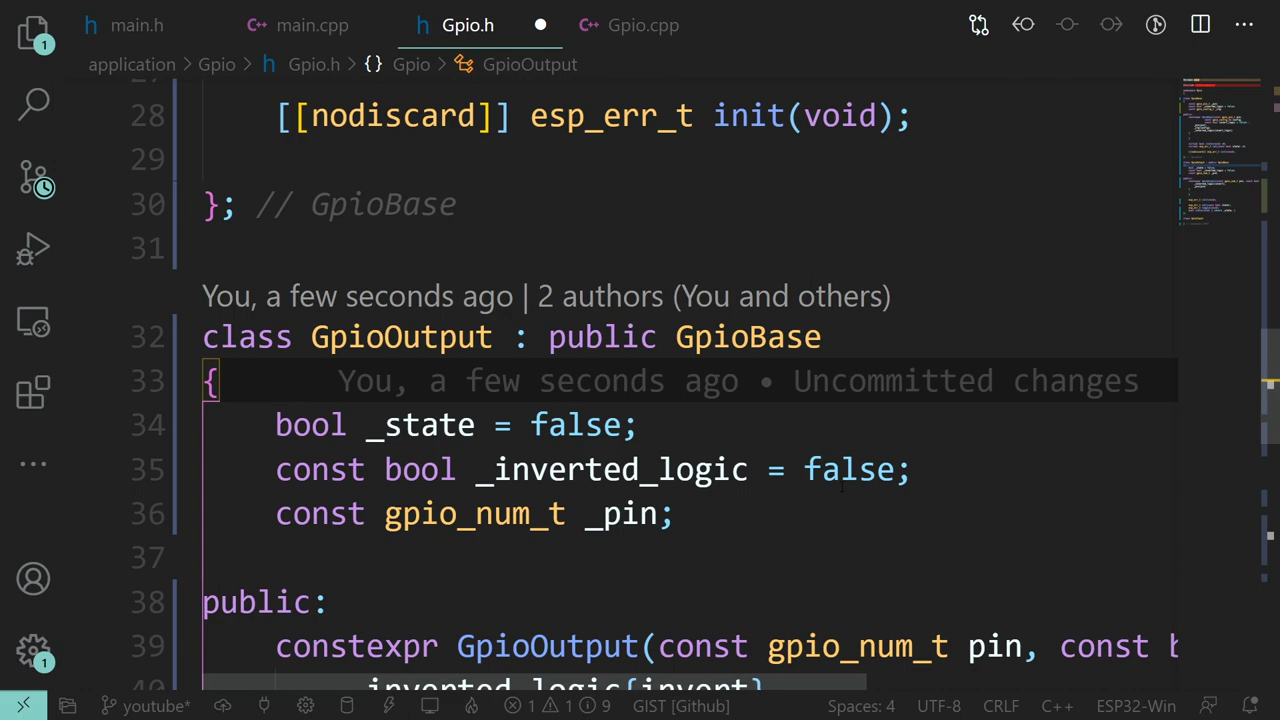 main.h
main.cpp
Gpio.h
Gpio.cpp
application > Gpio > h Gpio.h > {} Gpio > GpioOutput
28 [[nodiscard]] esp_err_t init(void);
29
30 }; // GpioBase
31
You, a few seconds ago | 2 authors (You and others)
32 class GpioOutput : public GpioBase
33 { You, a few seconds ago • Uncommitted changes
34 bool _state = false;
35 const bool _inverted_logic = false;
36 const gpio_num_t _pin;
37
38 public:
39 constexpr GpioOutput(const gpio_num_t pin, const b
40 _inverted_logic{invert}
youtube* 1 1 9 GIST [Github] Spaces: 4 UTF-8 CRLF C++ ESP32-Win